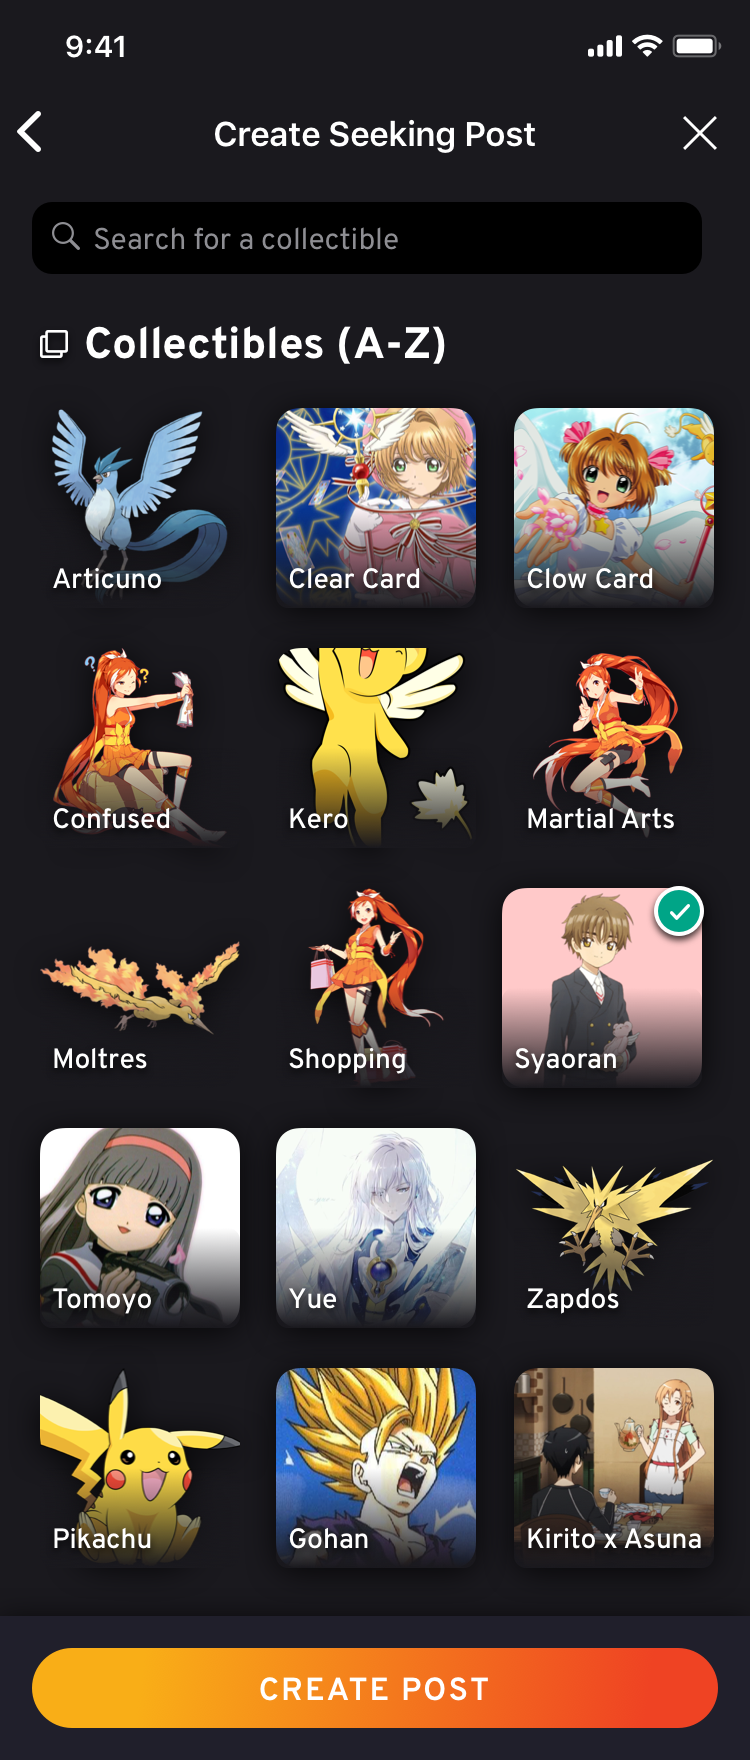 9:41
Create Seeking Post
Search for a collectible
Collectibles (A-Z)
Articuno
Clear Card
Clow Card
Confused
Kero
Martial Arts
Moltres
Shopping
Syaoran
Tomoyo
Yue
Zapdos
Pikachu
Gohan
Kirito x Asuna
CREATE POST